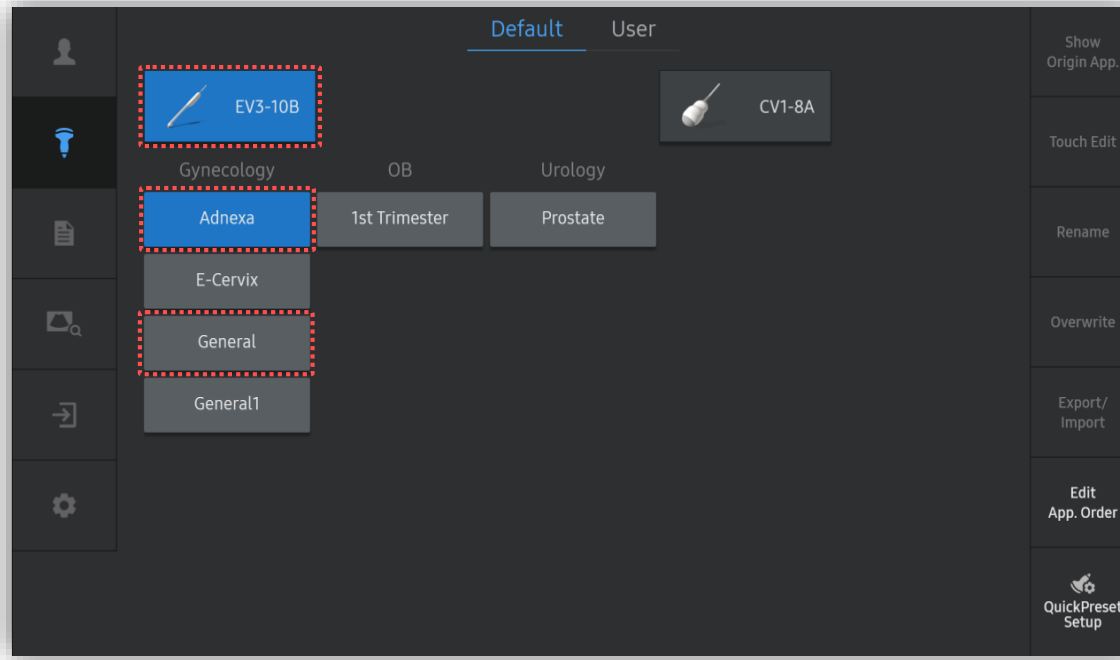 Default User
Show
Origin App.
EV3-10B
CV1-8A
Touch Edit
Gynecology OB Urology
Adnexa 1st Trimester Prostate
Rename
E-Cervix
General
Overwrite
General1
Export/
Import
Edit
App. Order
QuickPreset
Setup